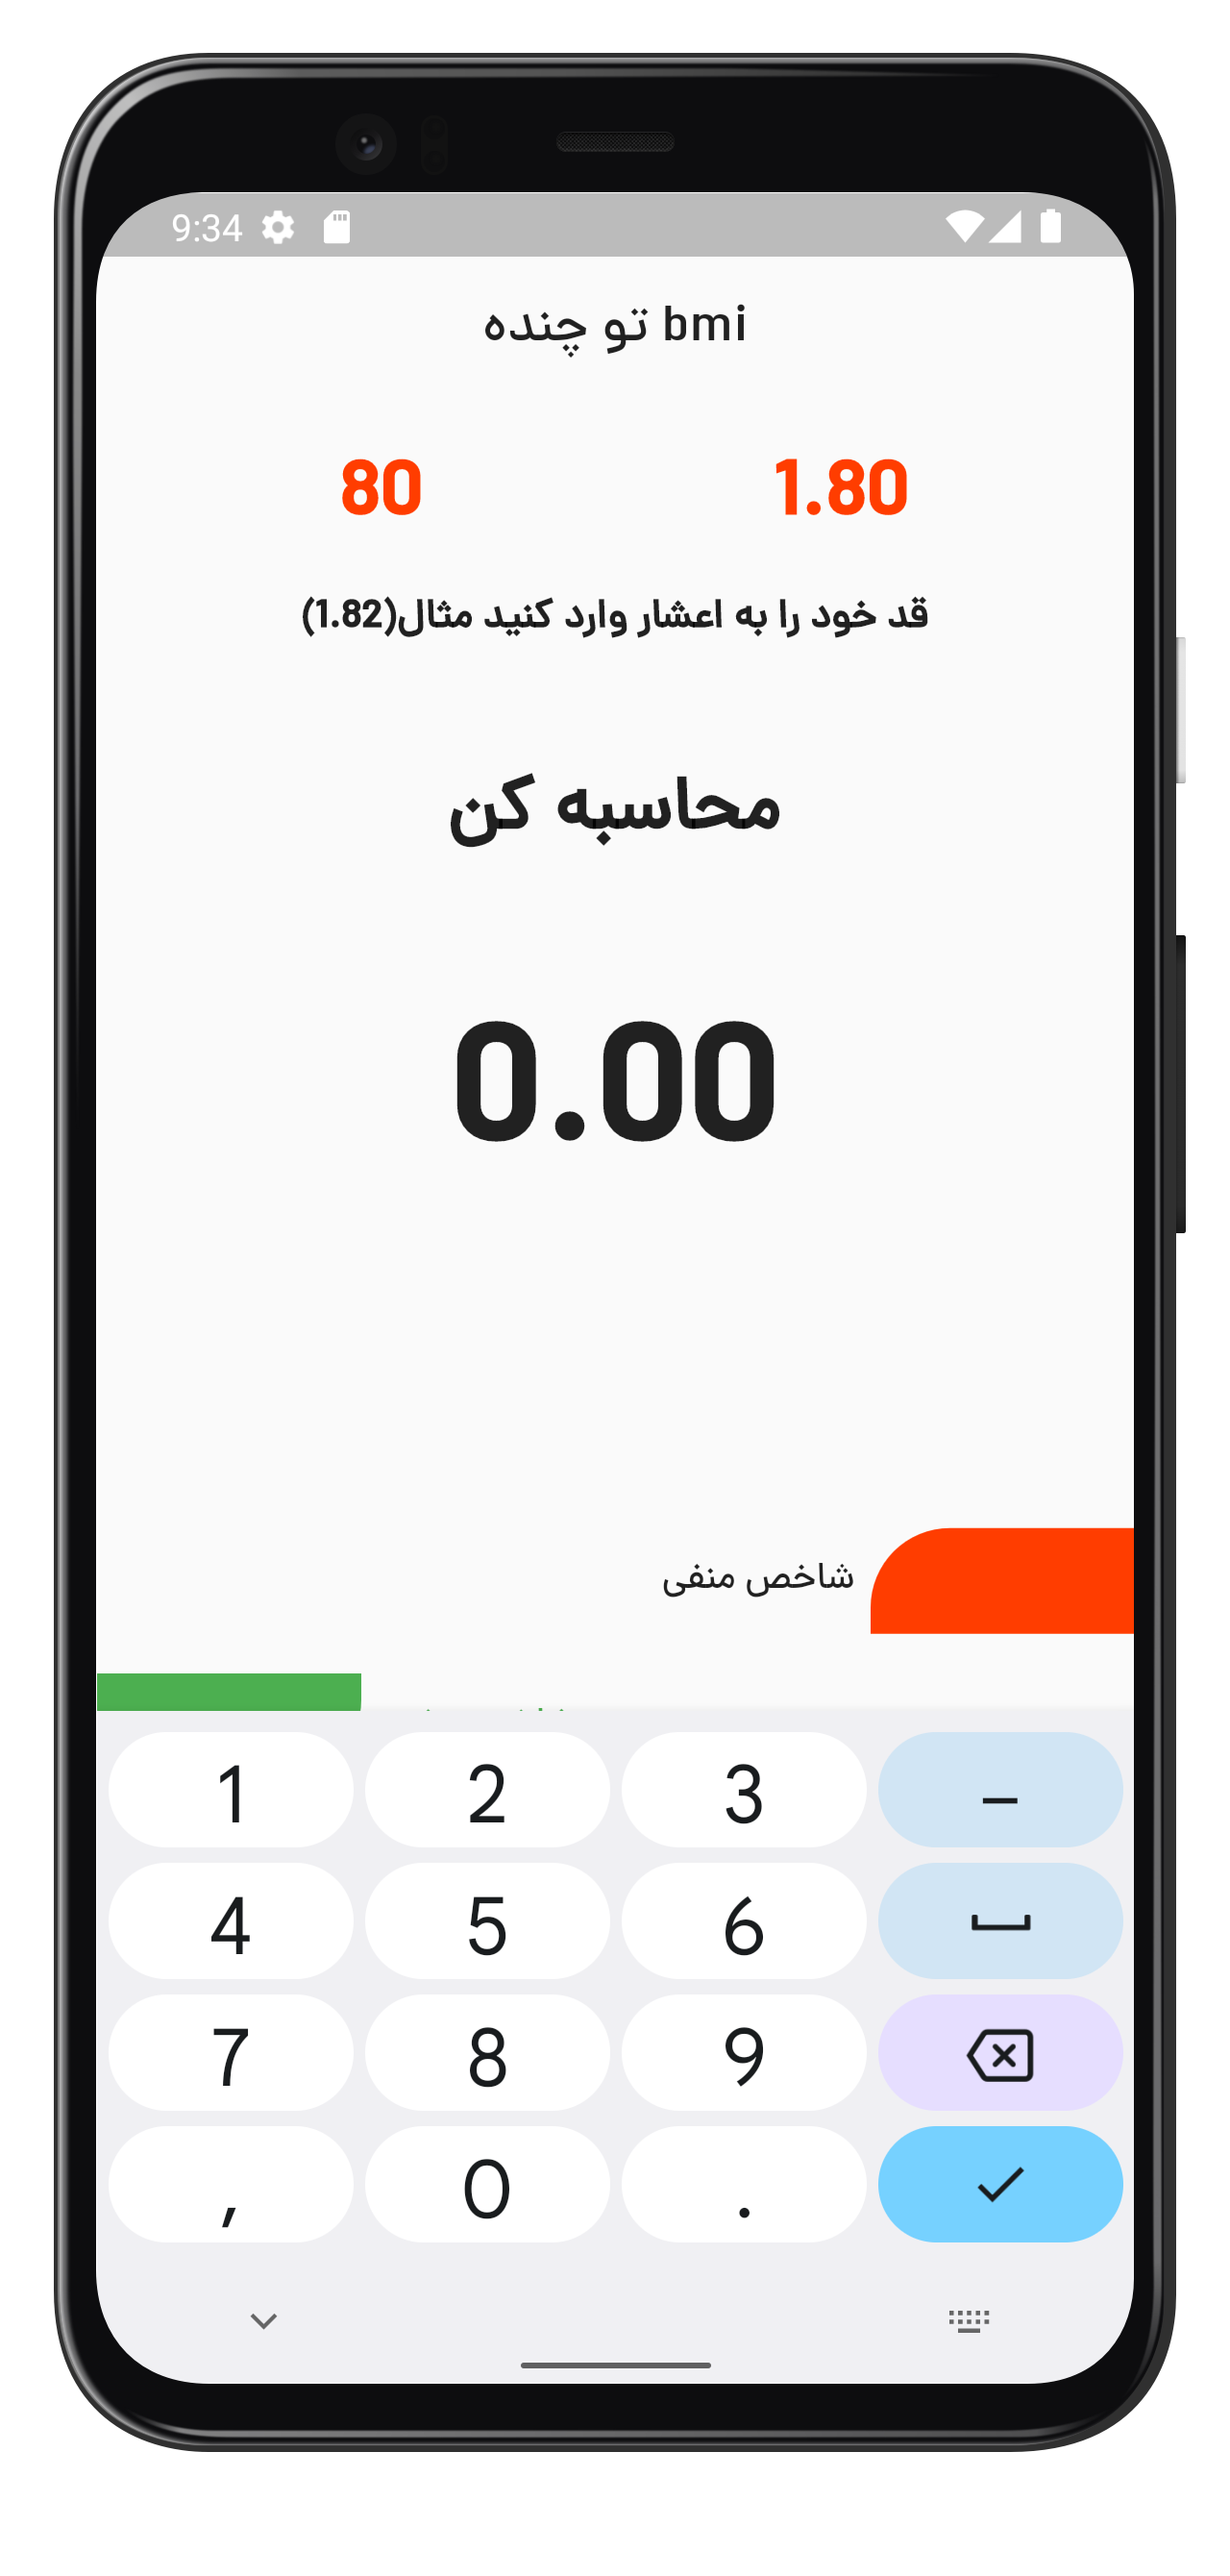 9:34
bmi تو چنده
80 1.80
قد خود را به اعشار وارد کنید مثال(1.82)
محاسبه کن
0.00
شاخص منفی
1 2 3 –
4 5 6
7 8 9
, 0 .